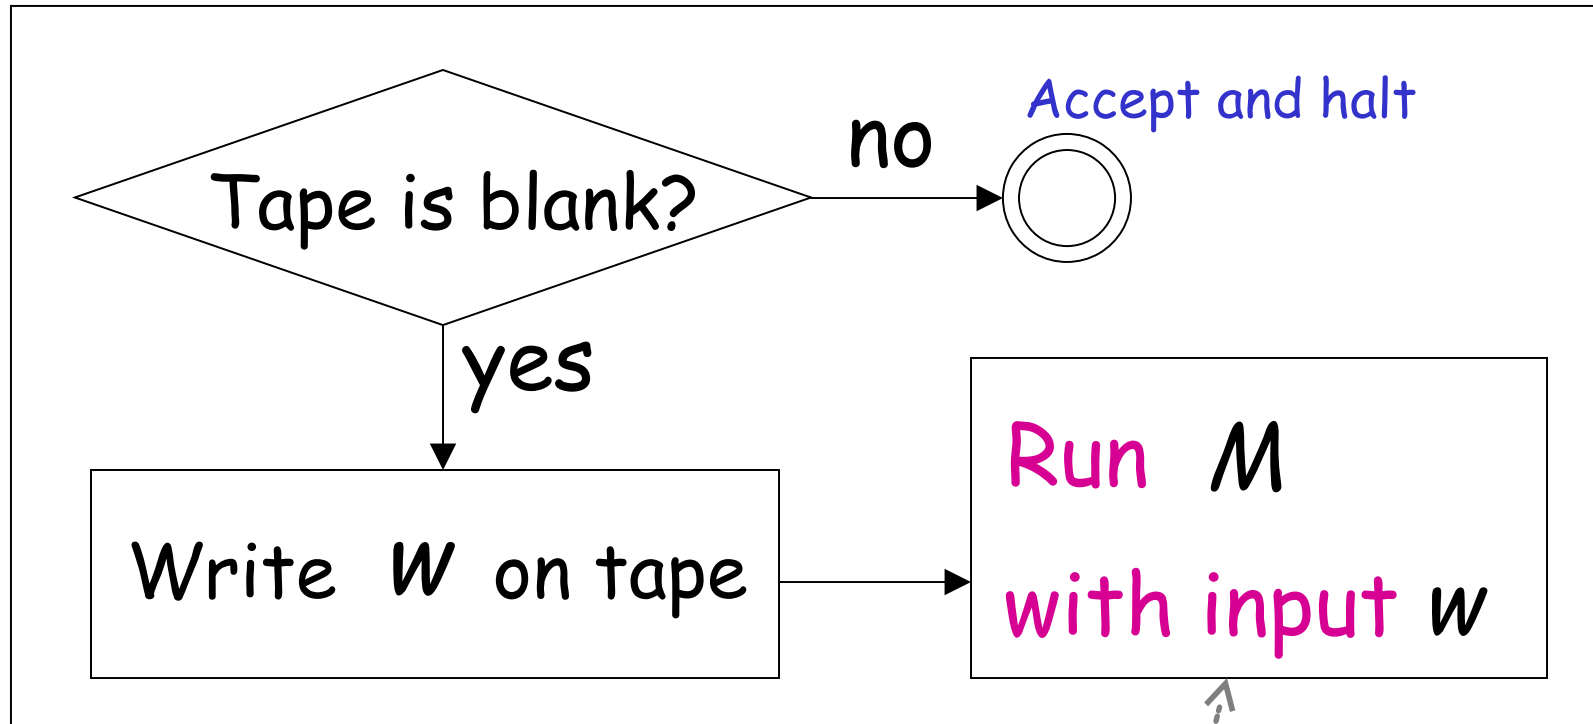 Accept and halt
no
Tape is blank?
yes
Run M
Write w on tape
with input w